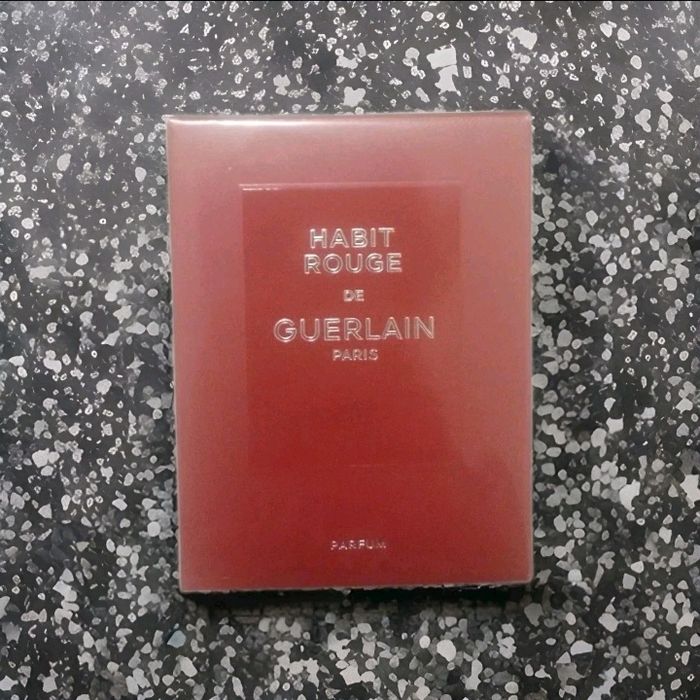 HABIT
ROUGE
DE
GUERLAIN
PARIS
PARFUM